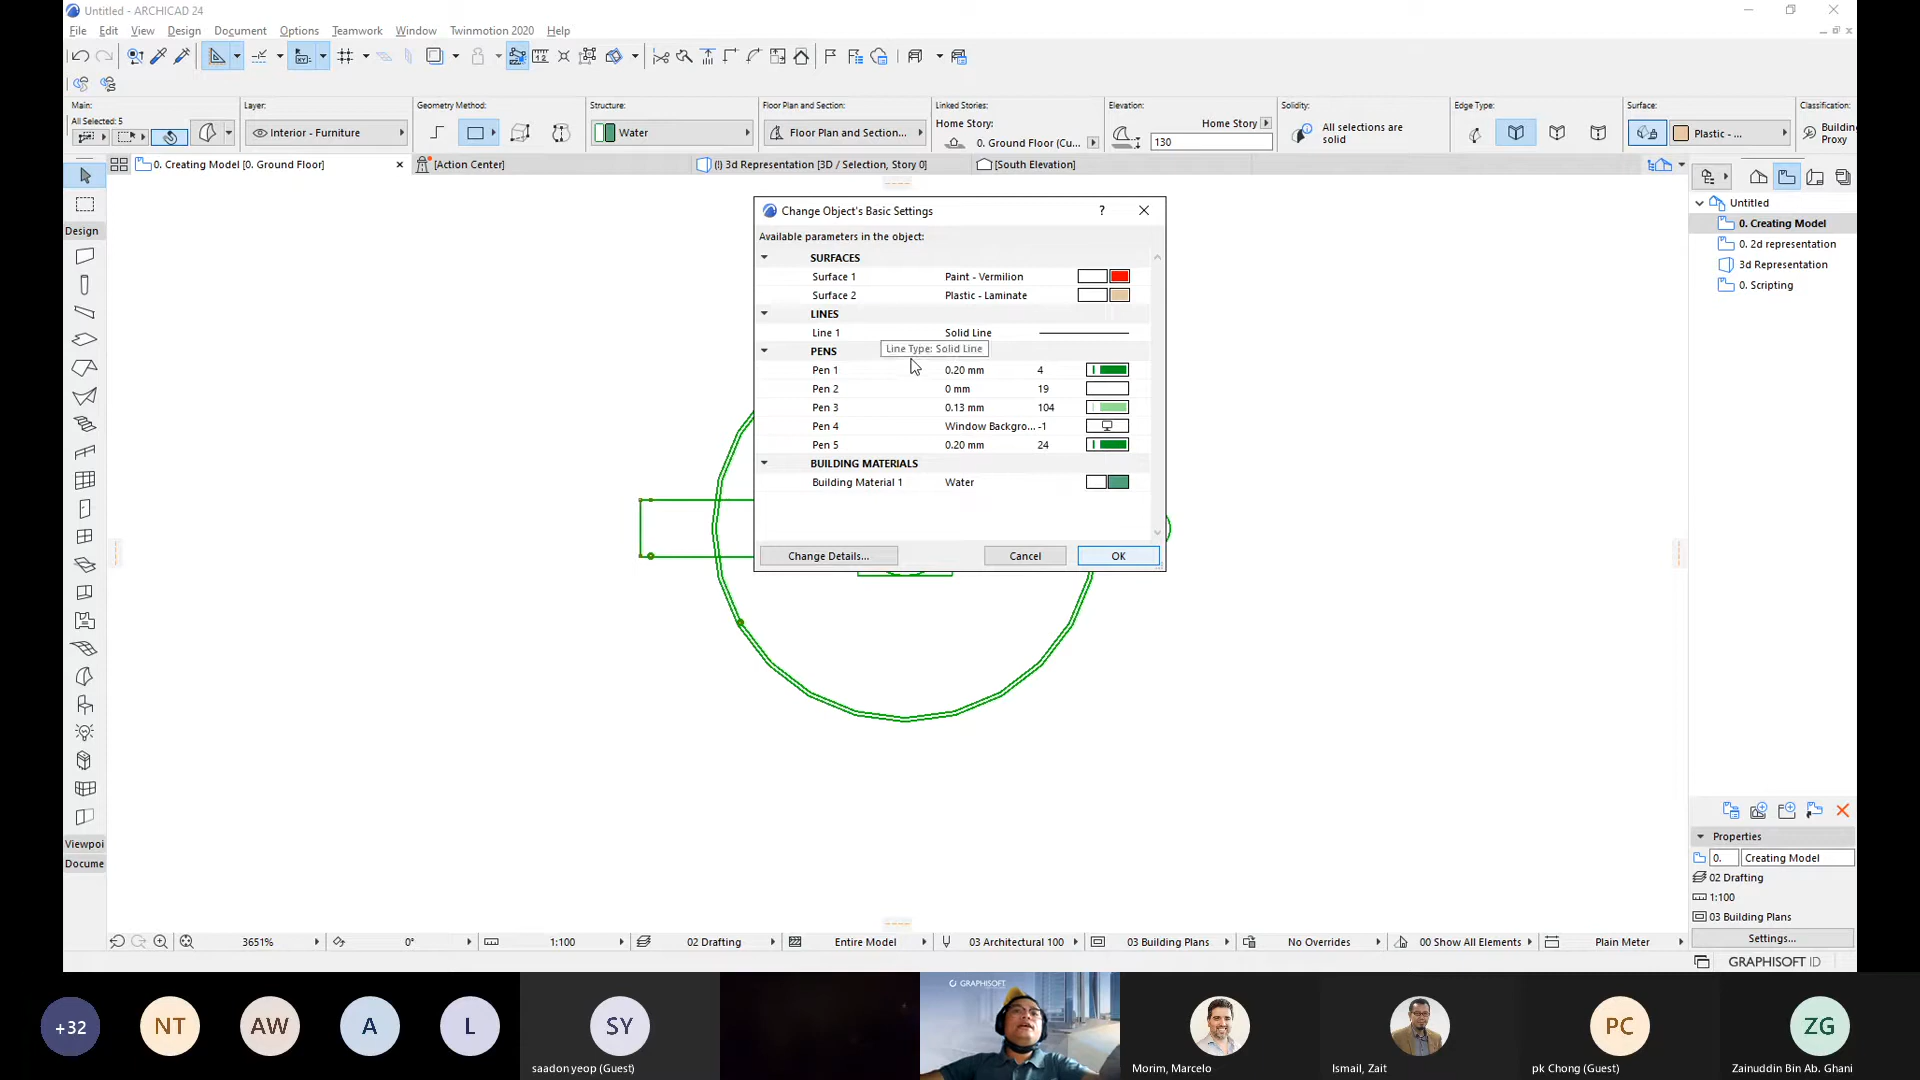 Untitled - ARCHICAD 24
File Edit View Design Document Options Teamwork Window Twinmotion 2020 Help
Main:
All Selected: 5
Layer:
Interior - Furniture
Geometry Method:
Structure:
Water
Floor Plan and Section:
Floor Plan and Section...
Linked Stories:
Home Story:
0. Ground Floor (Cu...
Elevation:
Home Story
130
Solidity:
All selections are
solid
Edge Type:
Surface:
Plastic - ...
Classification:
Building
Proxy
0. Creating Model [0. Ground Floor]
[Action Center]
(!) 3d Representation [3D / Selection, Story 0]
[South Elevation]
Design
Viewpoi
Docume
Change Object's Basic Settings
?
Available parameters in the object:
SURFACES
Surface 1 Paint - Vermilion
Surface 2 Plastic - Laminate
LINES
Line 1 Solid Line
Line Type: Solid Line
PENS
Pen 1 0.20 mm 4
Pen 2 0 mm 19
Pen 3 0.13 mm 104
Pen 4 Window Backgro... -1
Pen 5 0.20 mm 24
BUILDING MATERIALS
Building Material 1 Water
Change Details...
Cancel
OK
Untitled
0. Creating Model
0. 2d representation
3d Representation
0. Scripting
Properties
0. Creating Model
02 Drafting
1:100
03 Building Plans
Settings...
GRAPHISOFT ID
3651% 0° 1:100 02 Drafting Entire Model 03 Architectural 100 03 Building Plans No Overrides 00 Show All Elements Plain Meter
+32
NT
AW
A
L
SY
saadon yeop (Guest)
GRAPHISOFT
Morim, Marcelo
Ismail, Zait
PC
pk Chong (Guest)
ZG
Zainuddin Bin Ab. Ghani